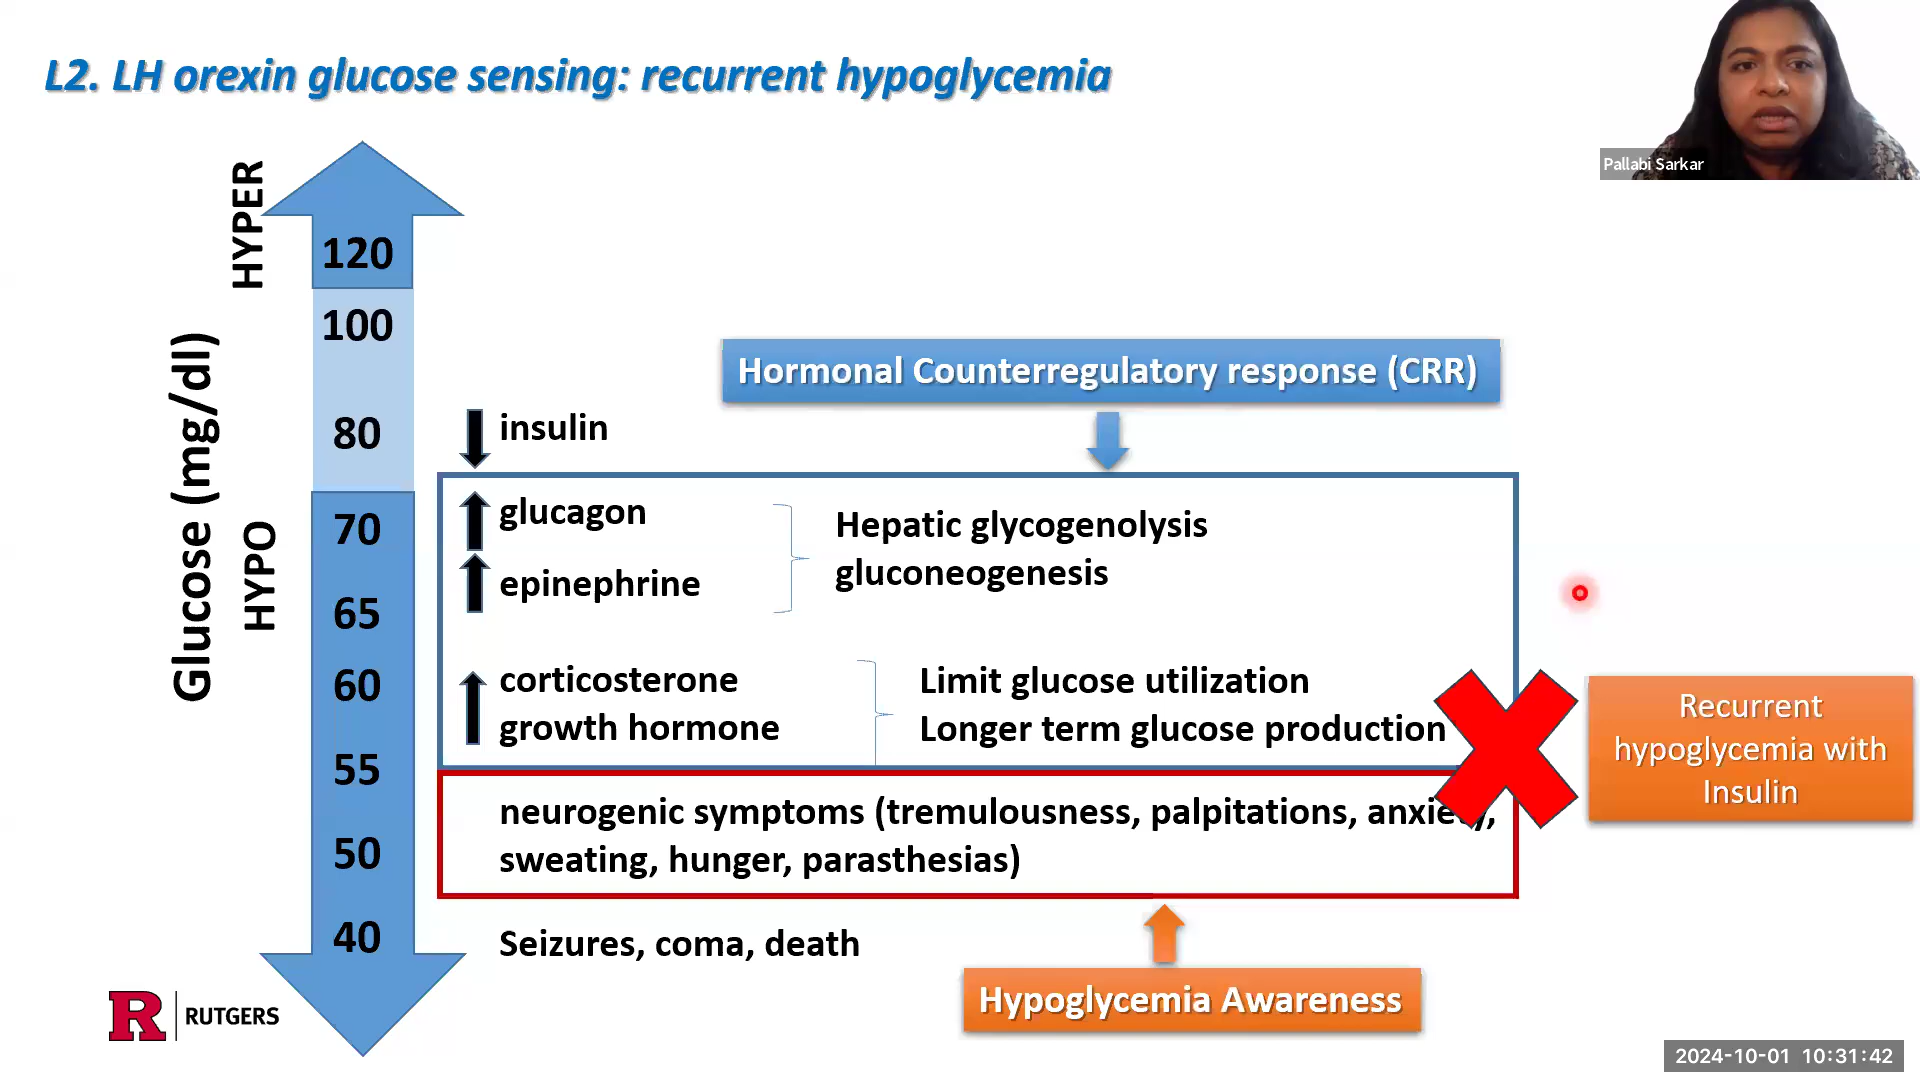 L2. LH orexin glucose sensing: recurrent hypoglycemia
Pallabi Sarkar
HYPER
Glucose (mg/dl)
HYPO
120
100
80
70
65
60
55
50
40
Hormonal Counterregulatory response (CRR)
insulin
glucagon
epinephrine
Hepatic glycogenolysis
gluconeogenesis
corticosterone
growth hormone
Limit glucose utilization
Longer term glucose production
Recurrent
hypoglycemia with
Insulin
neurogenic symptoms (tremulousness, palpitations, anxiety,
sweating, hunger, parasthesias)
Seizures, coma, death
Hypoglycemia Awareness
R RUTGERS
2024-10-01 10:31:42